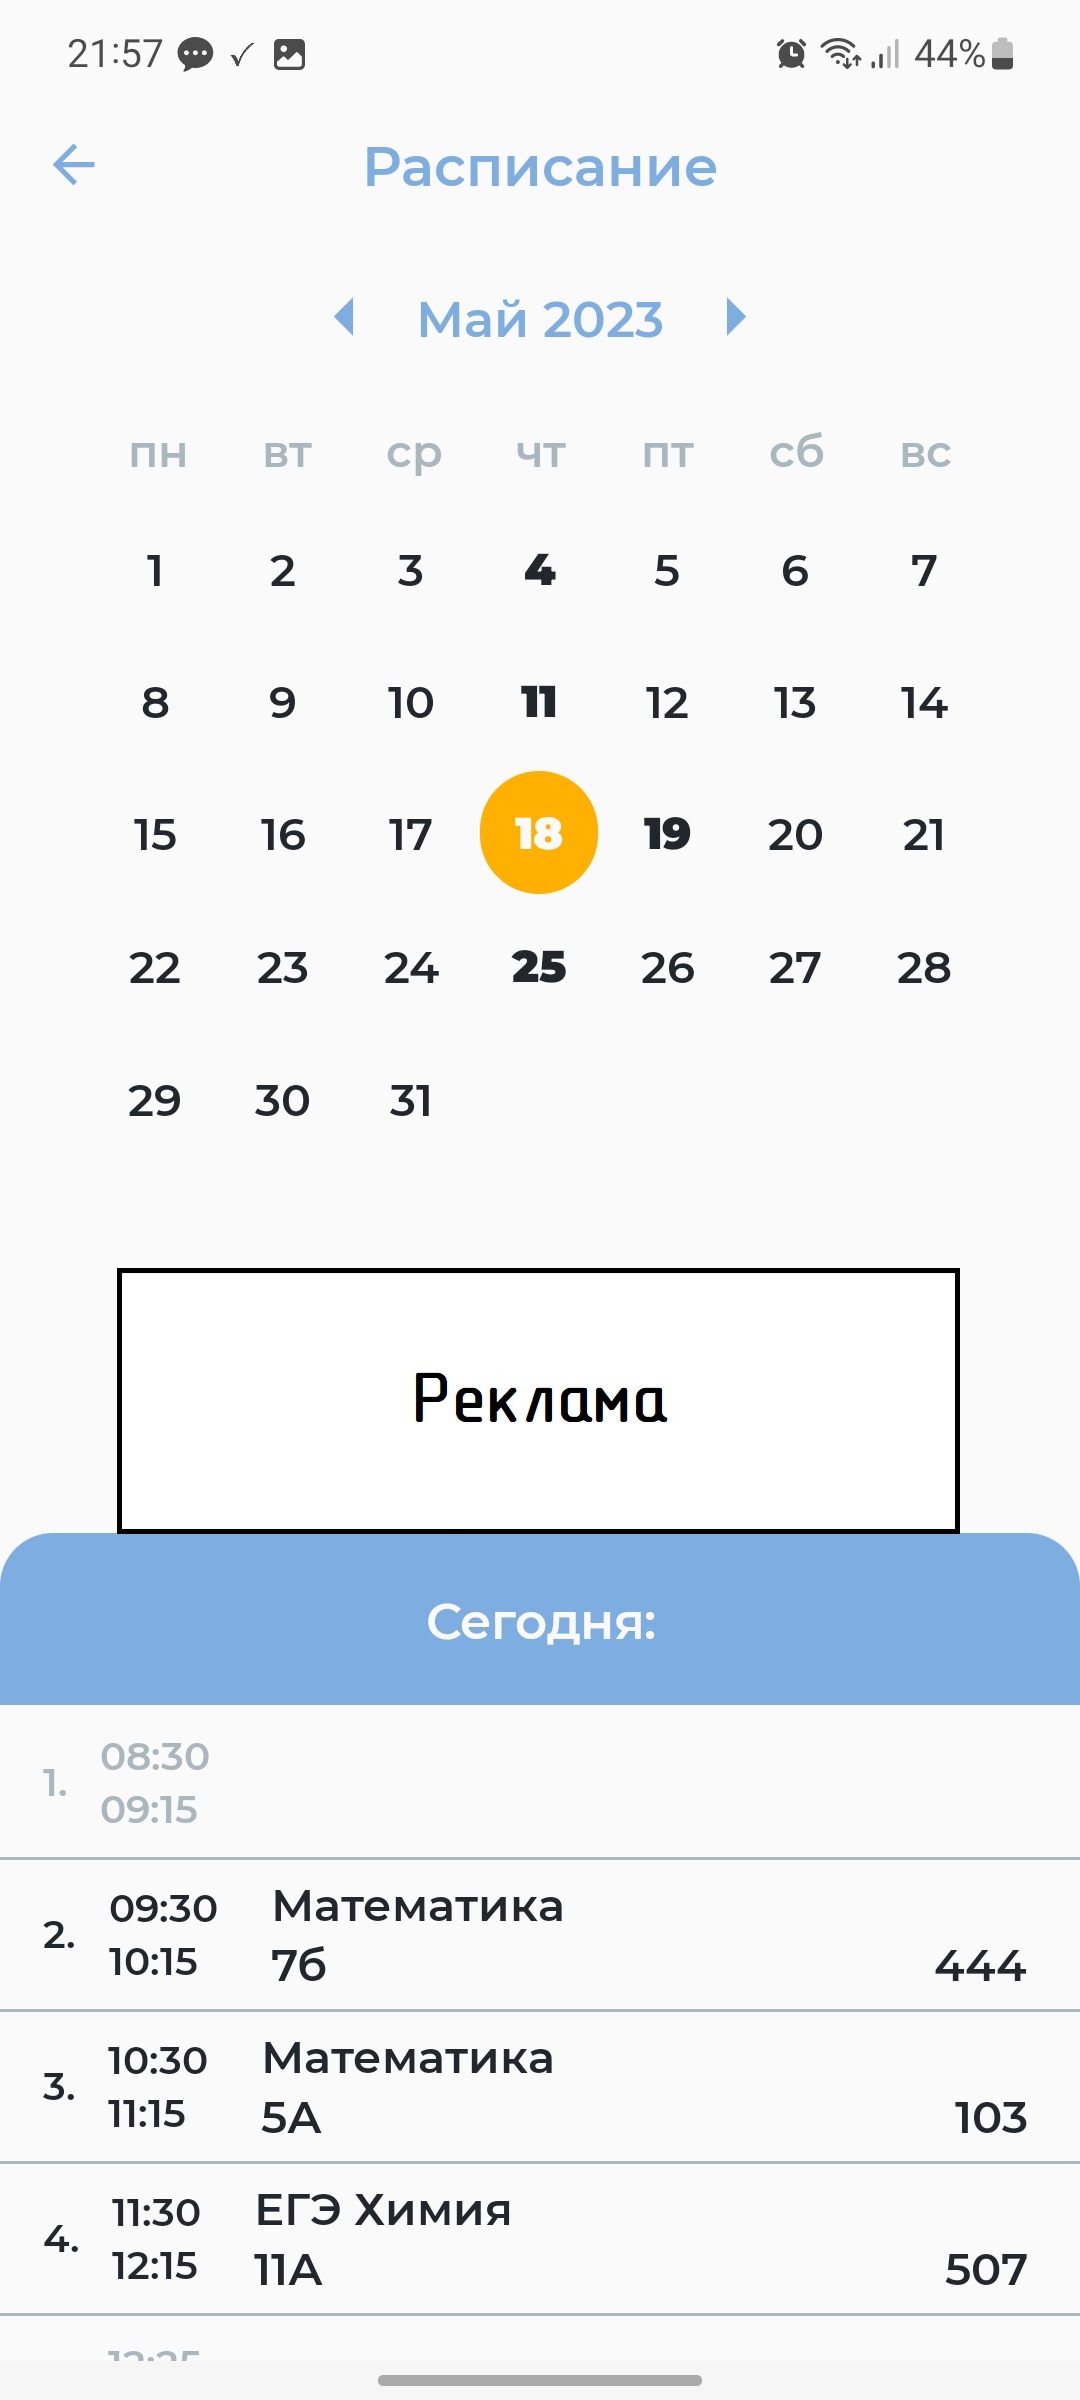 21:57 44%
Расписание
Май 2023
пн вт ср чт пт сб вс
1 2 3 4 5 6 7
8 9 10 11 12 13 14
15 16 17 18 19 20 21
22 23 24 25 26 27 28
29 30 31
Реклама
Сегодня:
1. 08:30
09:15
2. 09:30 Математика
10:15 7б 444
3. 10:30 Математика
11:15 5А 103
4. 11:30 ЕГЭ Химия
12:15 11А 507